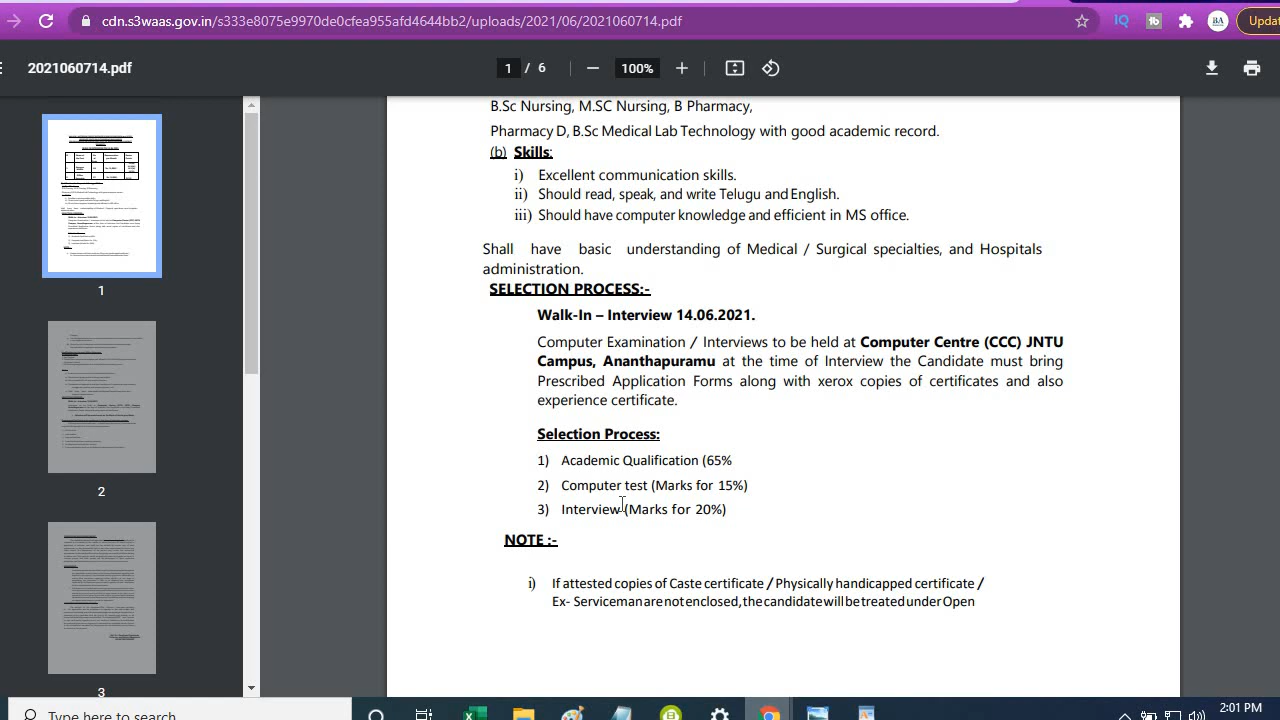 cdn.s3waas.gov.in/s333e8075e9970de0cfea955afd4644bb2/uploads/2021/06/2021060714.pdf
IQ
tb
BA
Updat
2021060714.pdf
1 / 6
100%
B.Sc Nursing, M.SC Nursing, B Pharmacy,
Pharmacy D, B.Sc Medical Lab Technology with good academic record.
(b) Skills:
i) Excellent communication skills.
ii) Should read, speak, and write Telugu and English.
iii) Should have computer knowledge and efficient in MS office.
Shall have basic understanding of Medical / Surgical specialties, and Hospitals
administration.
SELECTION PROCESS:-
Walk-In – Interview 14.06.2021.
Computer Examination / Interviews to be held at Computer Centre (CCC) JNTU
Campus, Ananthapuramu at the time of Interview the Candidate must bring
Prescribed Application Forms along with xerox copies of certificates and also
experience certificate.
Selection Process:
1) Academic Qualification (65%
2) Computer test (Marks for 15%)
3) Interview (Marks for 20%)
NOTE :-
i) If attested copies of Caste certificate / Physically handicapped certificate /
Ex- Serviceman are not enclosed, the candidate will be treated under Open
1
2
3
Type here to search
2:01 PM